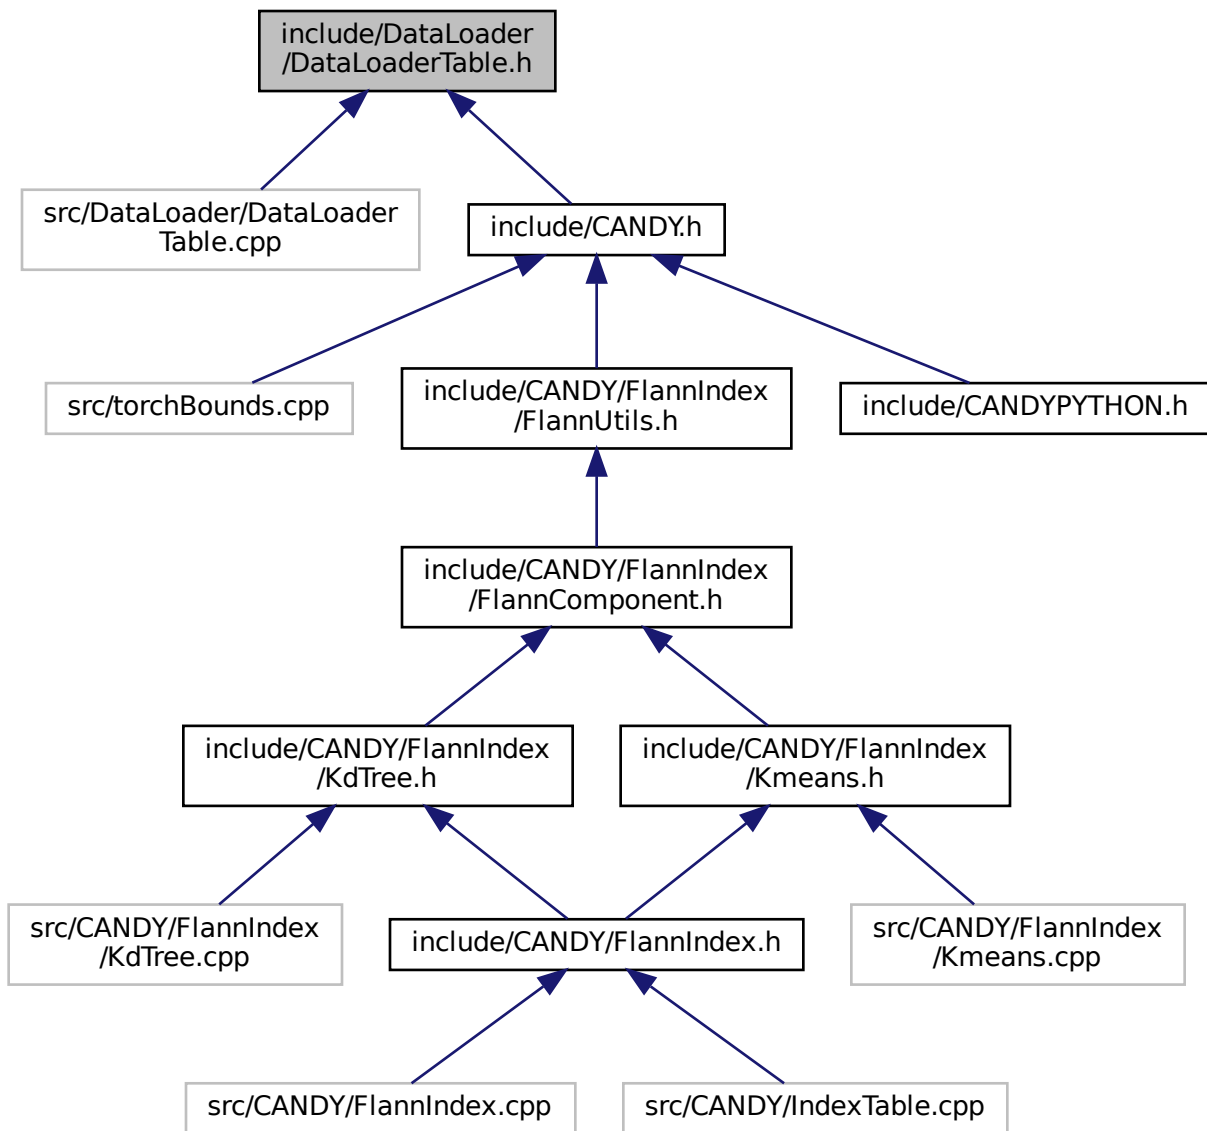 include/DataLoader
/DataLoaderTable.h
src/DataLoader/DataLoader
Table.cpp
include/CANDY.h
src/torchBounds.cpp
include/CANDY/FlannIndex
/FlannUtils.h
include/CANDYPYTHON.h
include/CANDY/FlannIndex
/FlannComponent.h
include/CANDY/FlannIndex
/KdTree.h
include/CANDY/FlannIndex
/Kmeans.h
src/CANDY/FlannIndex
/KdTree.cpp
include/CANDY/FlannIndex.h
src/CANDY/FlannIndex
/Kmeans.cpp
src/CANDY/FlannIndex.cpp
src/CANDY/IndexTable.cpp